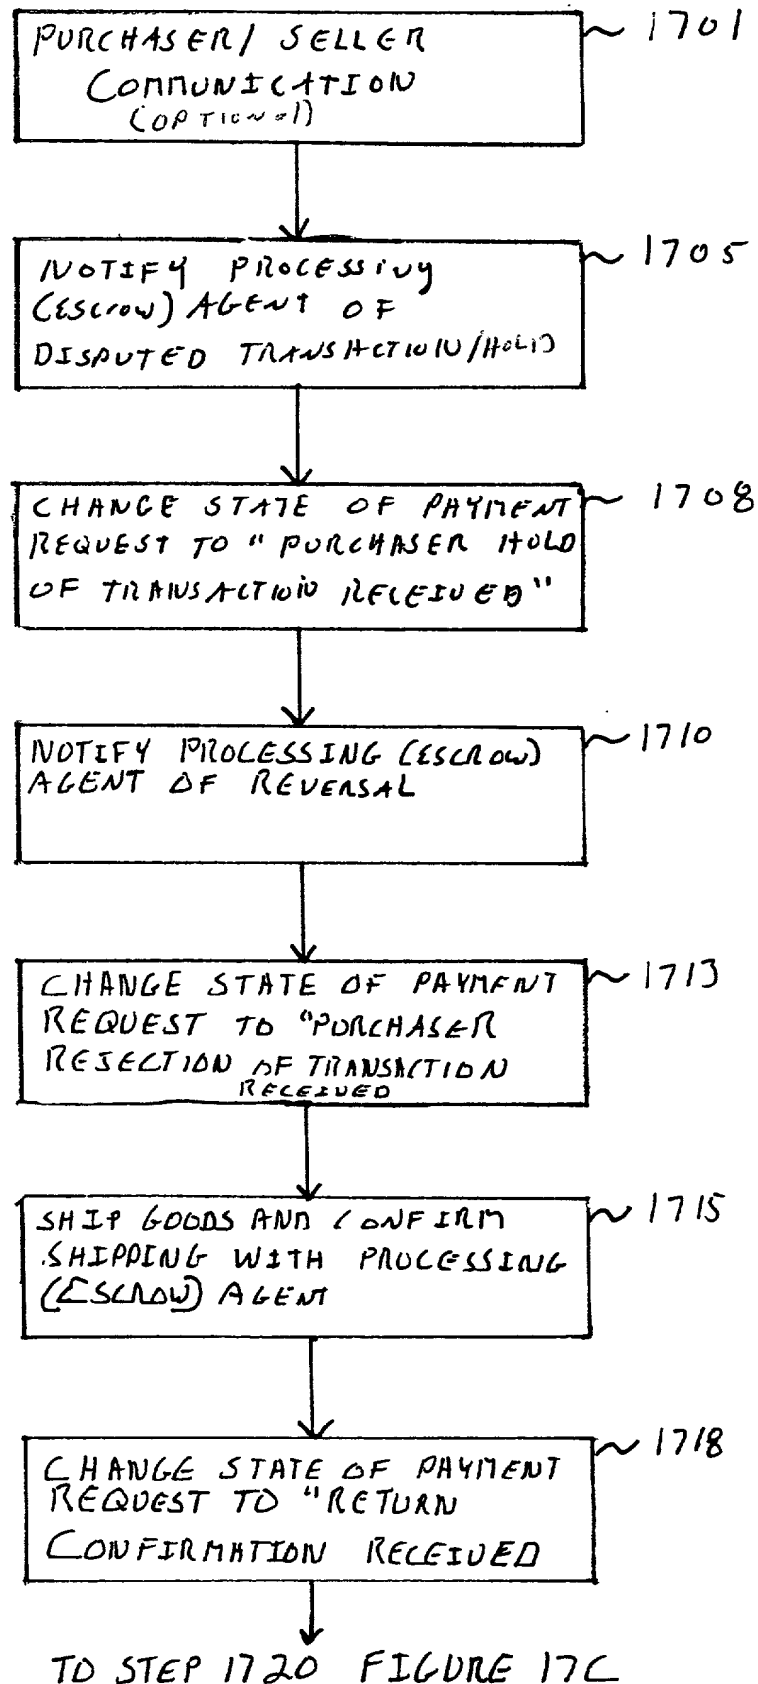 PURCHASER/ SELLER
COMMUNICATION
(OPTIONAL)
1701
NOTIFY PROCESSING
(ESCROW) AGENT OF
DISPUTED TRANSACTION/HOLD
1705
CHANGE STATE OF PAYMENT
REQUEST TO "PURCHASER HOLD
OF TRANSACTION RECEIVED"
1708
NOTIFY PROCESSING (ESCROW)
AGENT OF REVERSAL
1710
CHANGE STATE OF PAYMENT
REQUEST TO "PURCHASER
REJECTION OF TRANSACTION
RECEIVED
1713
SHIP GOODS AND CONFIRM
SHIPPING WITH PROCESSING
(ESCROW) AGENT
1715
CHANGE STATE OF PAYMENT
REQUEST TO "RETURN
CONFIRMATION RECEIVED
1718
TO STEP 1720 FIGURE 17C